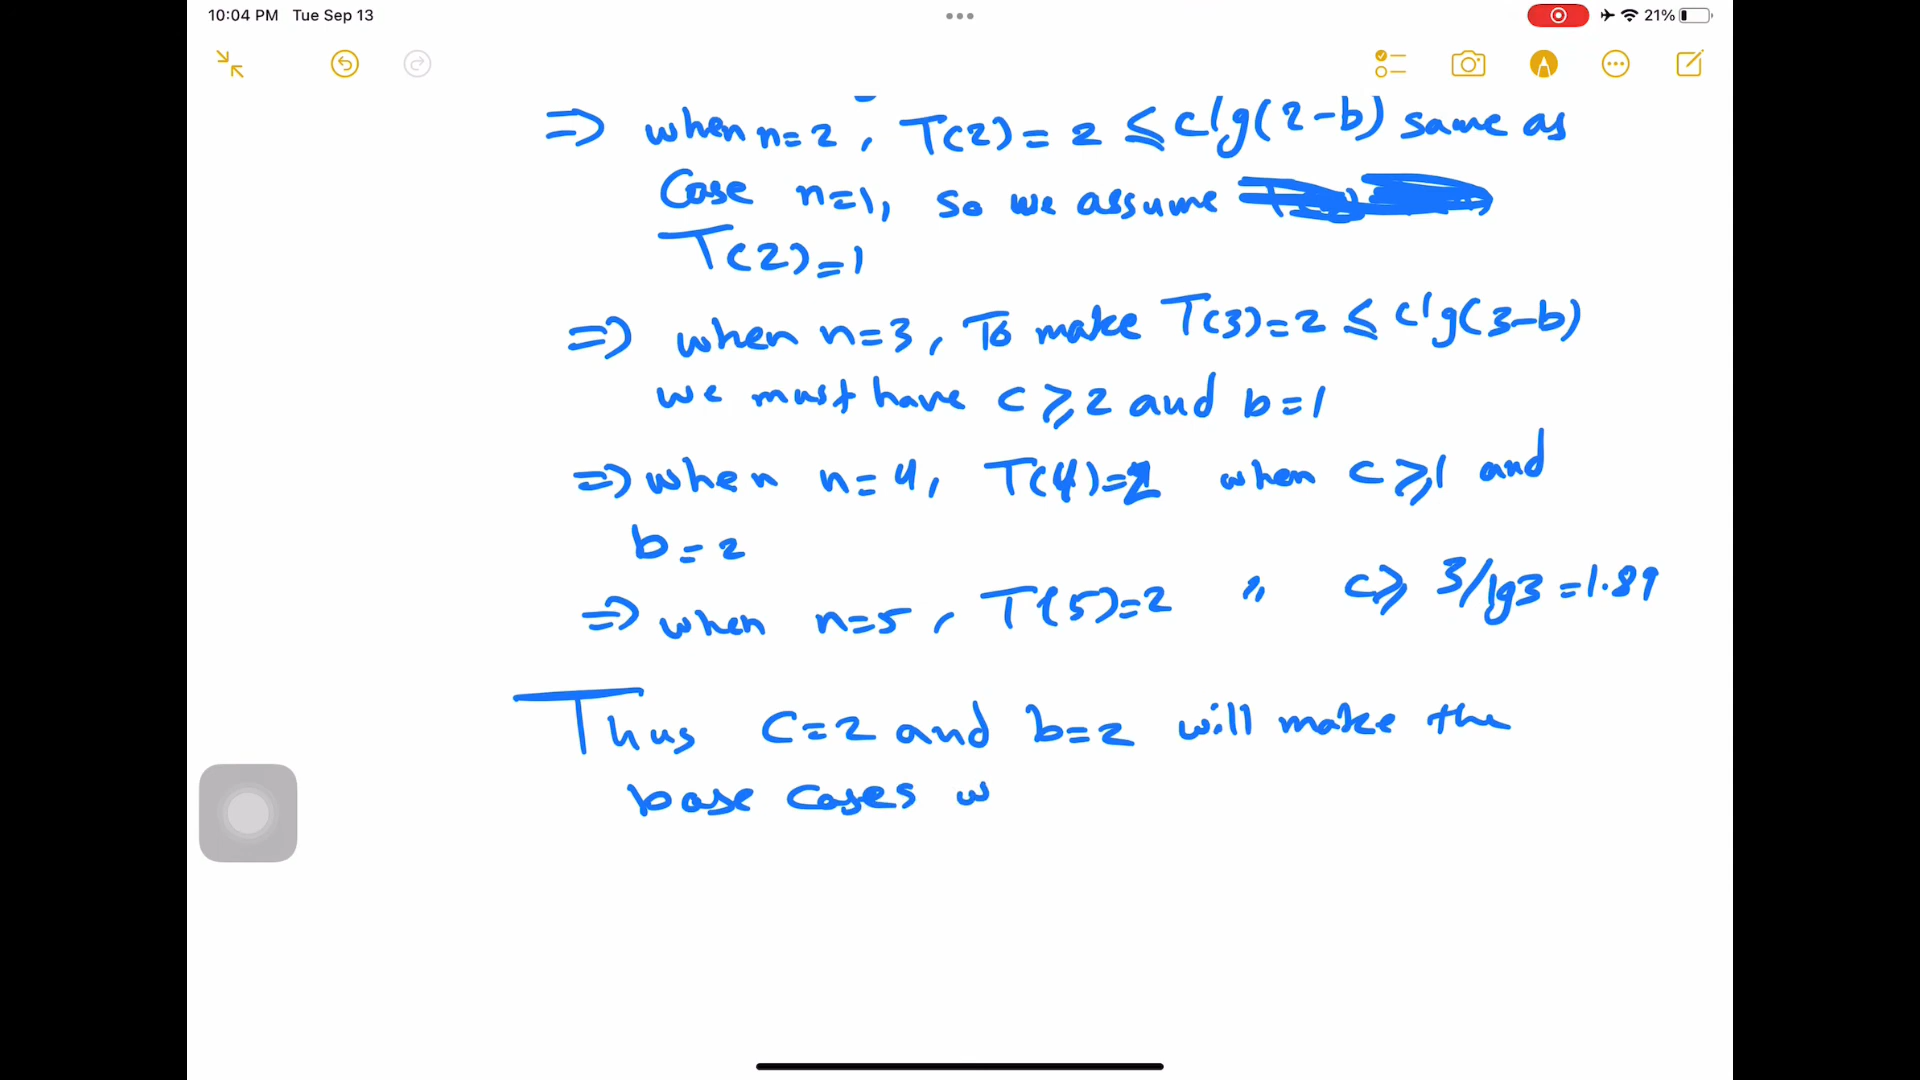 10:04 PM Tue Sep 13
21%
=> when n=2, T(2)=2 ≤ c lg(2-b) same as
Case n=1, so we assume
T(2)=1
=> when n=3, To make T(3)=2 ≤ c lg(3-b)
we must have c ≥ 2 and b=1
=> when n=4, T(4)=2 when c ≥ 1 and
b=2
=> when n=5, T(5)=2 " c ≥ 3/lg3 = 1.89
Thus C=2 and b=2 will make the
base cases w